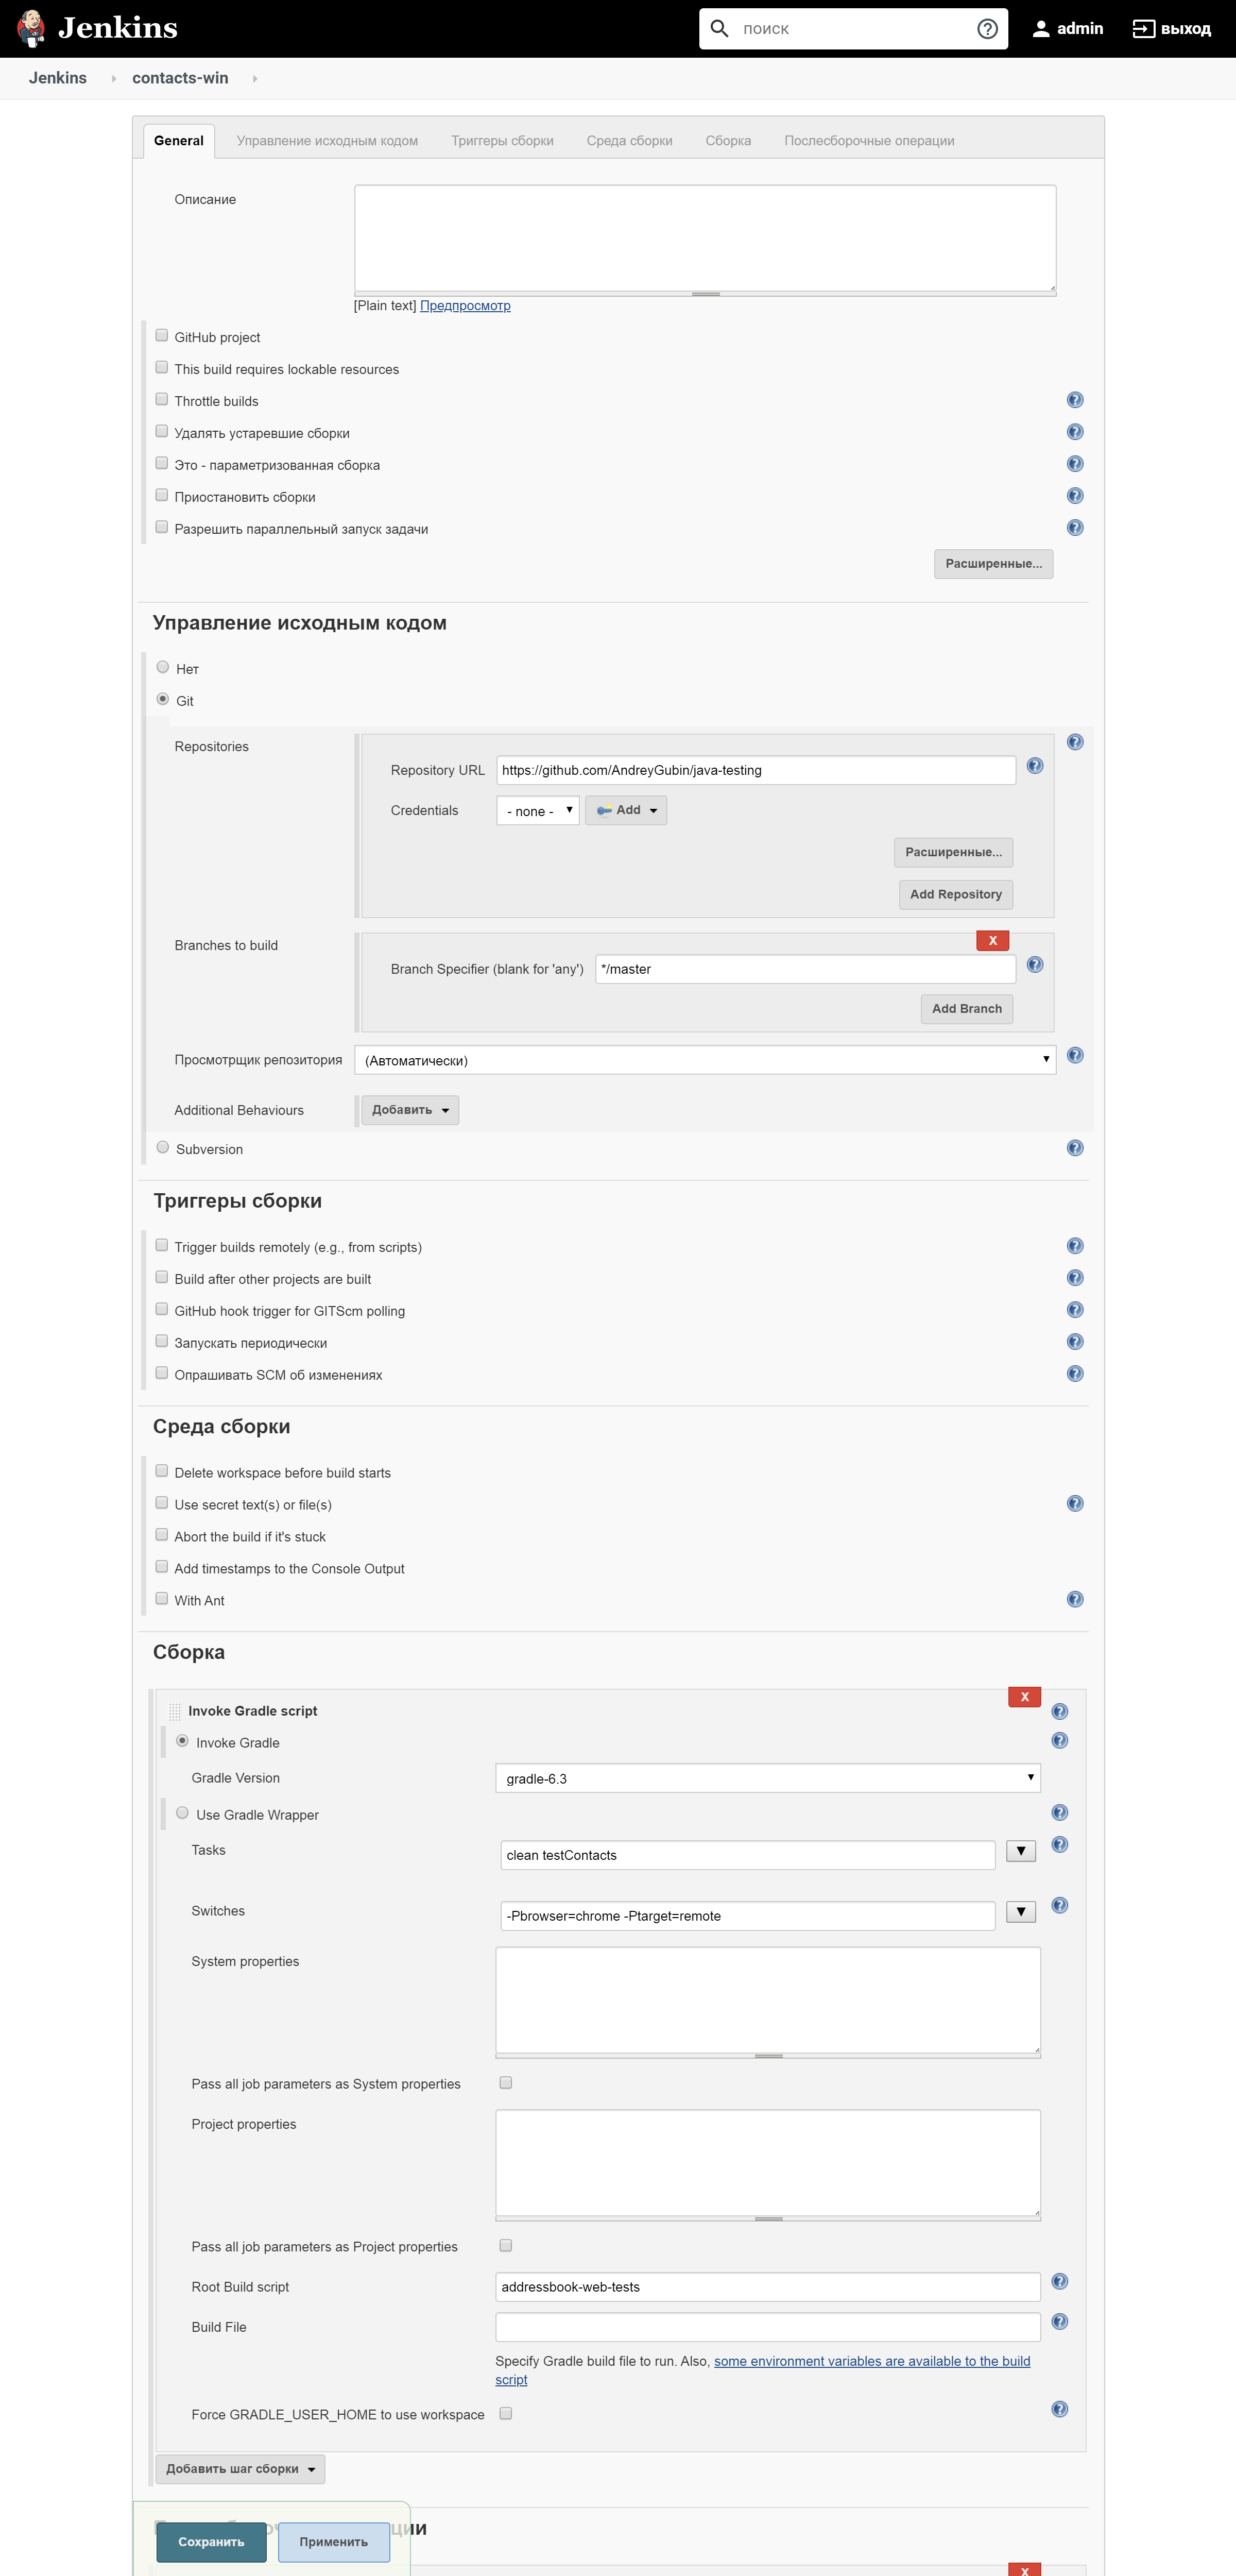 Jenkins
поиск
admin
выход
Jenkins
contacts-win
General
Управление исходным кодом
Триггеры сборки
Среда сборки
Сборка
Послесборочные операции
Описание
[Plain text] Предпросмотр
GitHub project
This build requires lockable resources
Throttle builds
Удалять устаревшие сборки
Это - параметризованная сборка
Приостановить сборки
Разрешить параллельный запуск задачи
Расширенные...
Управление исходным кодом
Нет
Git
Repositories
Repository URL
https://github.com/AndreyGubin/java-testing
Credentials
- none -
Add
Расширенные...
Add Repository
Branches to build
X
Branch Specifier (blank for 'any')
*/master
Add Branch
Просмотрщик репозитория
(Автоматически)
Additional Behaviours
Добавить
Subversion
Триггеры сборки
Trigger builds remotely (e.g., from scripts)
Build after other projects are built
GitHub hook trigger for GITScm polling
Запускать периодически
Опрашивать SCM об изменениях
Среда сборки
Delete workspace before build starts
Use secret text(s) or file(s)
Abort the build if it's stuck
Add timestamps to the Console Output
With Ant
Сборка
X
Invoke Gradle script
Invoke Gradle
Gradle Version
gradle-6.3
Use Gradle Wrapper
Tasks
clean testContacts
Switches
-Pbrowser=chrome -Ptarget=remote
System properties
Pass all job parameters as System properties
Project properties
Pass all job parameters as Project properties
Root Build script
addressbook-web-tests
Build File
Specify Gradle build file to run. Also, some environment variables are available to the build
script
Force GRADLE_USER_HOME to use workspace
Добавить шаг сборки
Сохранить
Применить
X